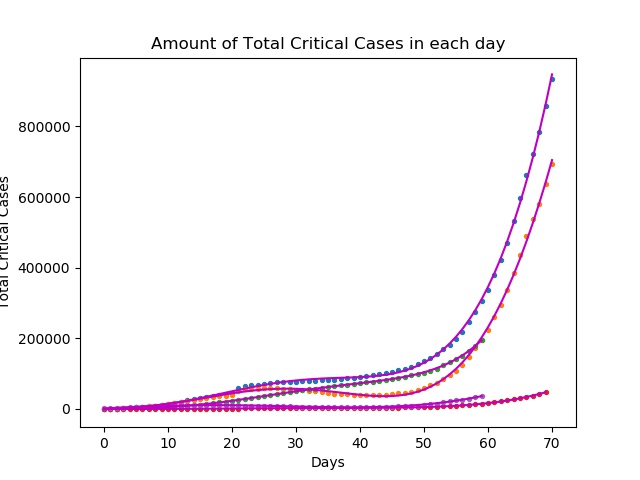 Amount of Total Critical Cases in each day
800000
600000
400000
200000
0
Total Critical Cases
0 10 20 30 40 50 60 70
Days